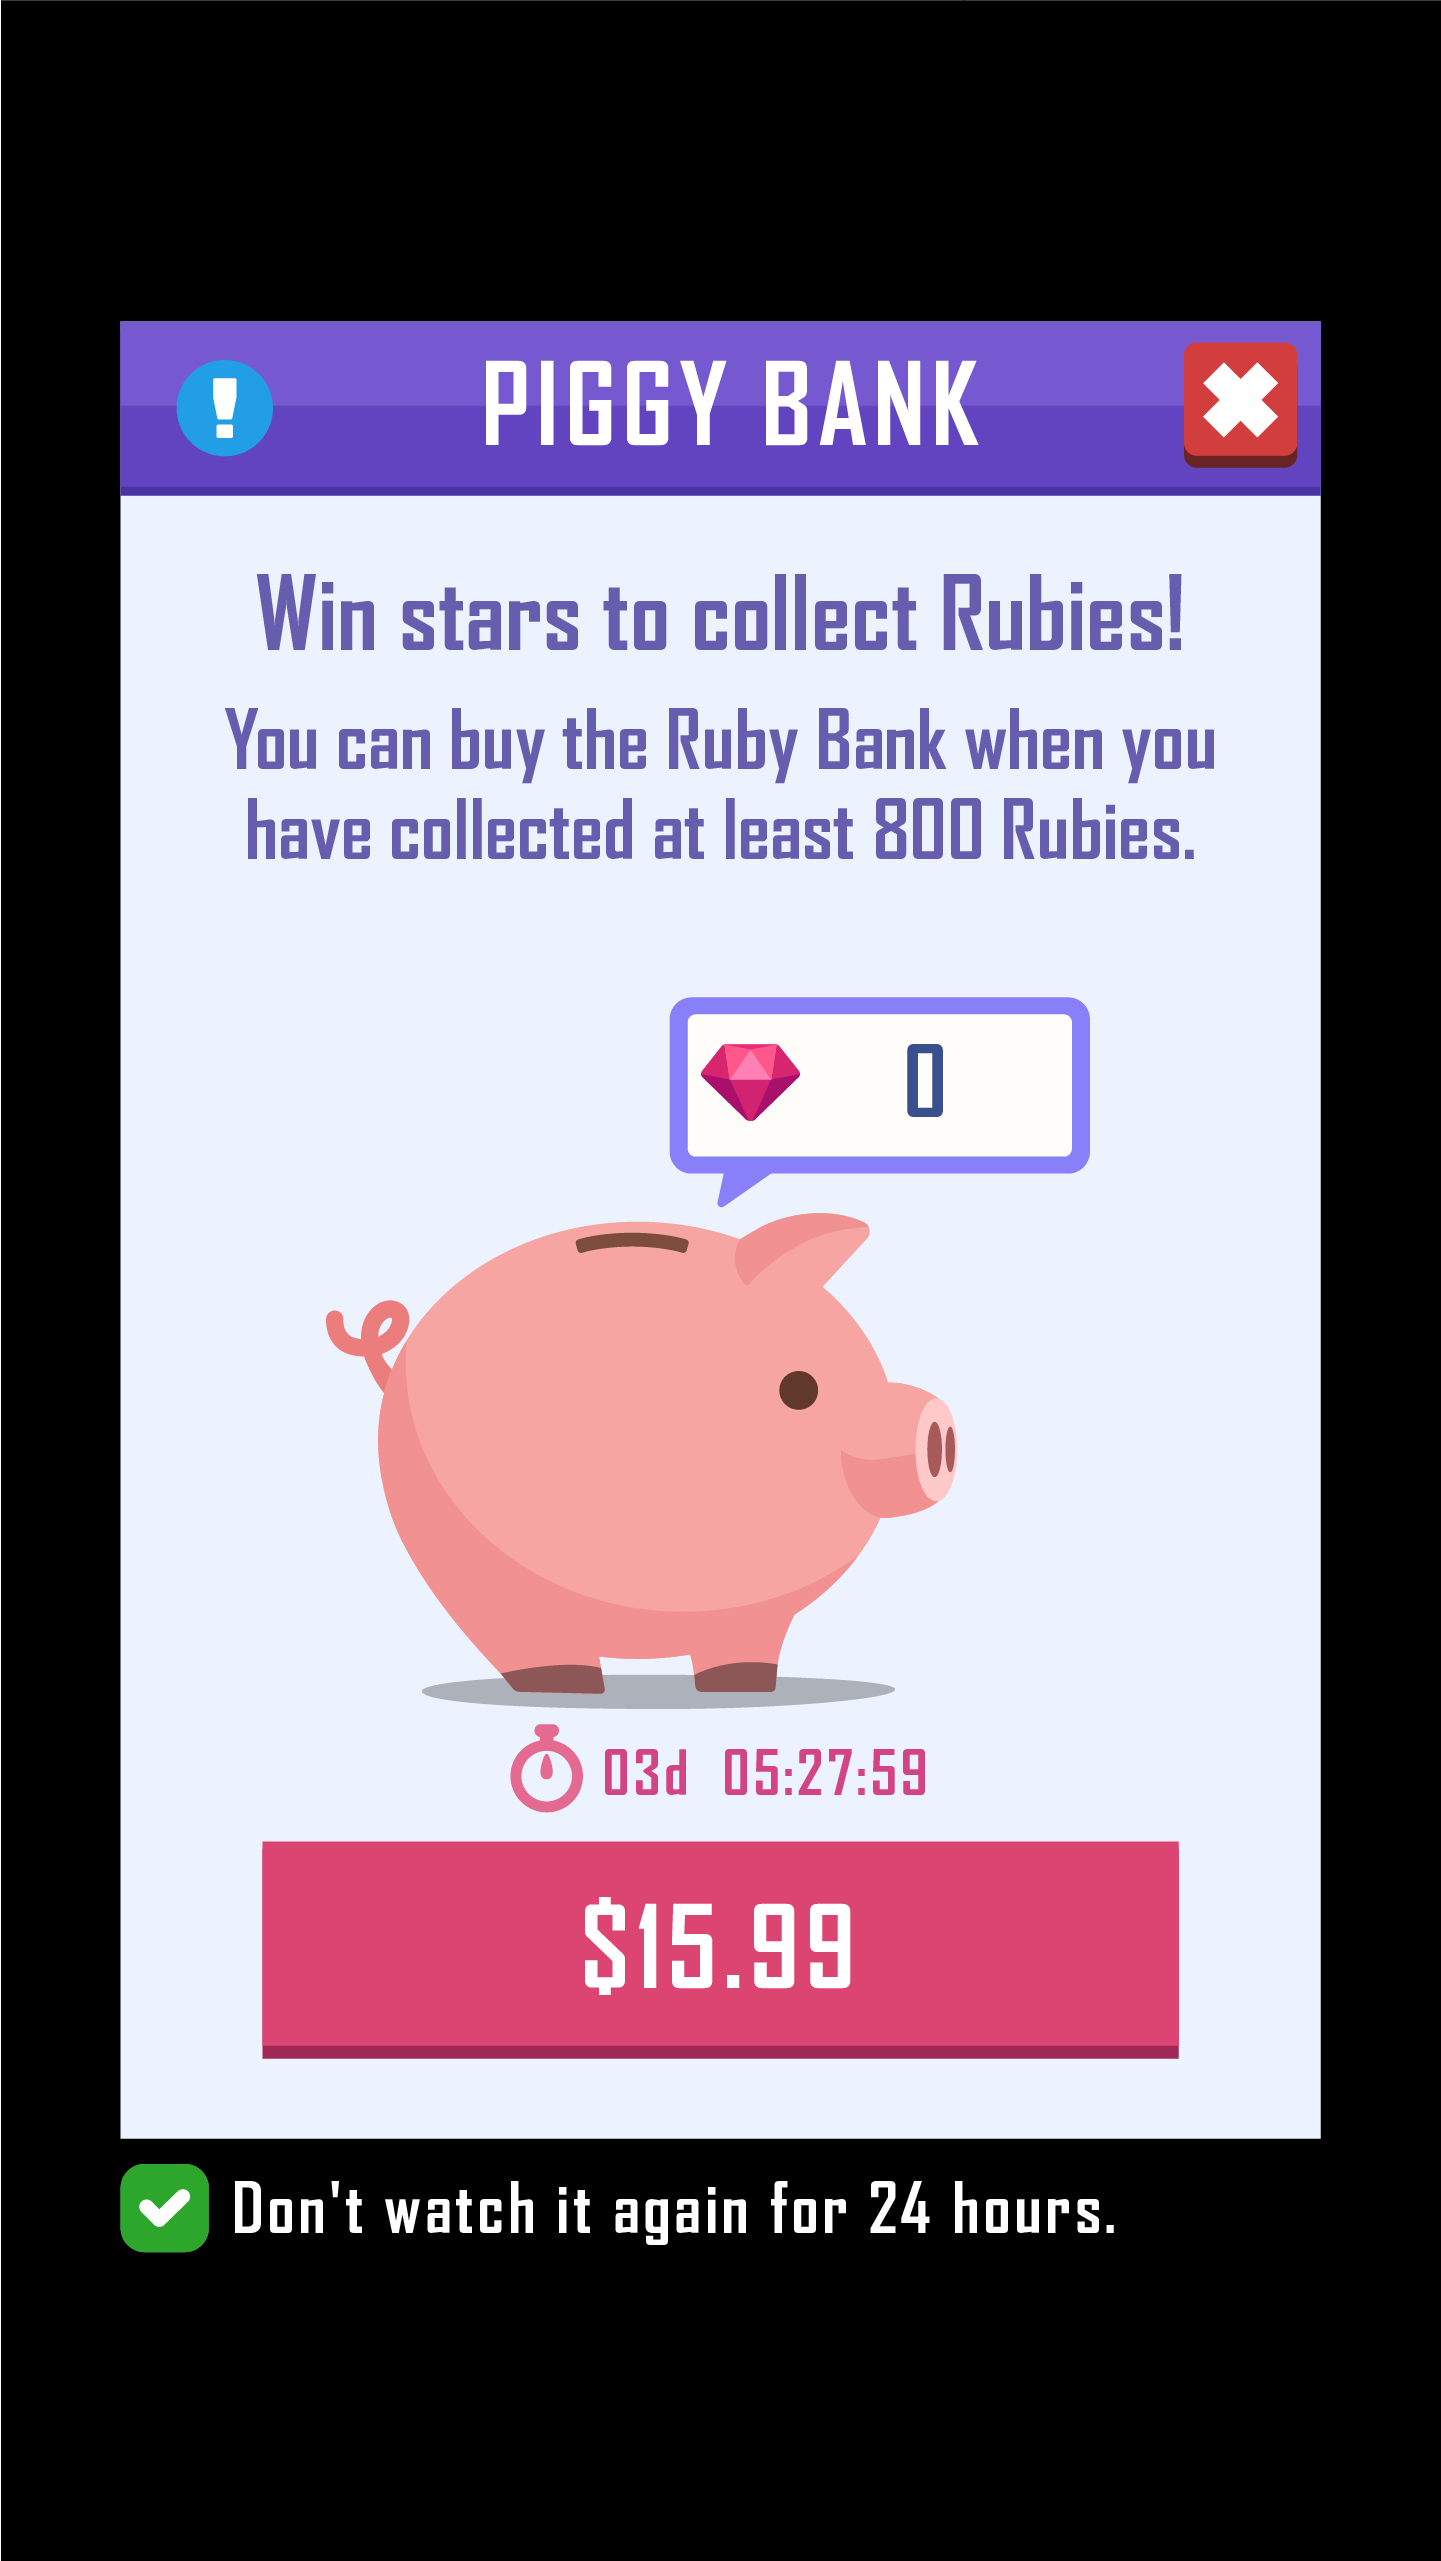 !
PIGGY BANK
Win stars to collect Rubies!
You can buy the Ruby Bank when you
have collected at least 800 Rubies.
0
03d 05:27:59
$15.99
Don't watch it again for 24 hours.